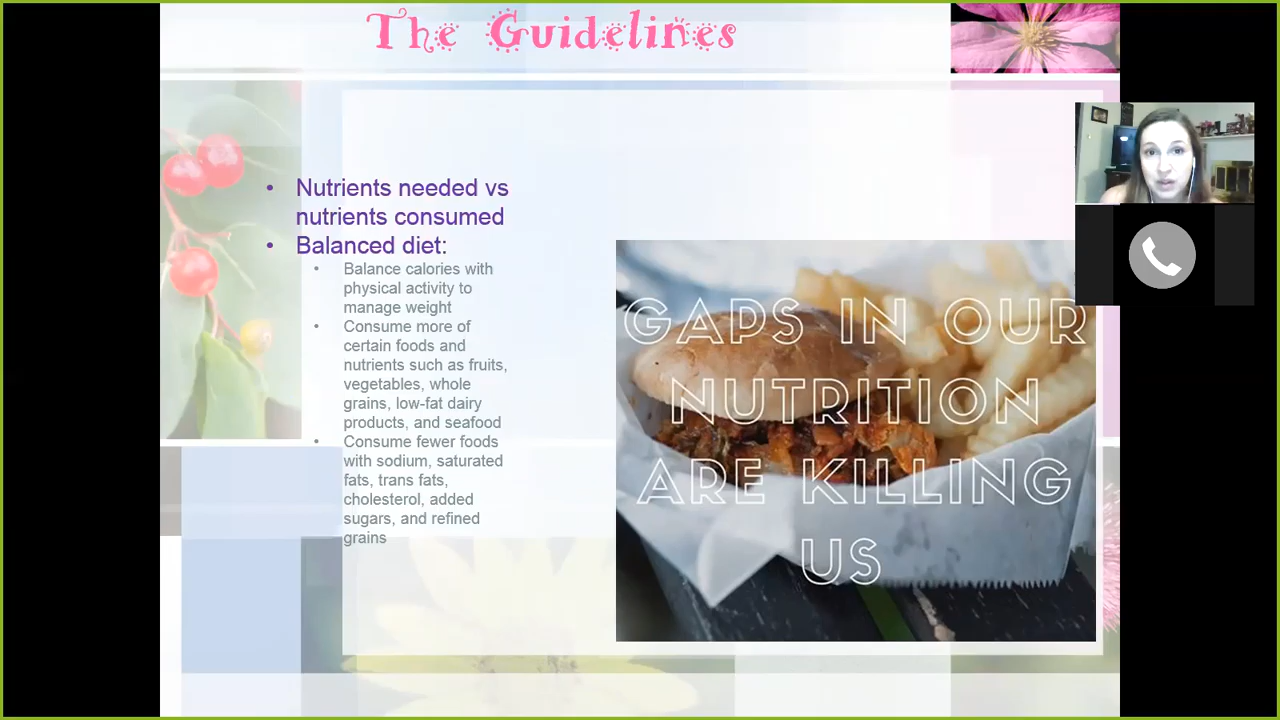 The Guidelines
• Nutrients needed vs
nutrients consumed
• Balanced diet:
• Balance calories with
physical activity to
manage weight
• Consume more of
certain foods and
nutrients such as fruits,
vegetables, whole
grains, low-fat dairy
products, and seafood
• Consume fewer foods
with sodium, saturated
fats, trans fats,
cholesterol, added
sugars, and refined
grains
GAPS IN OUR
NUTRITION
ARE KILLING
US